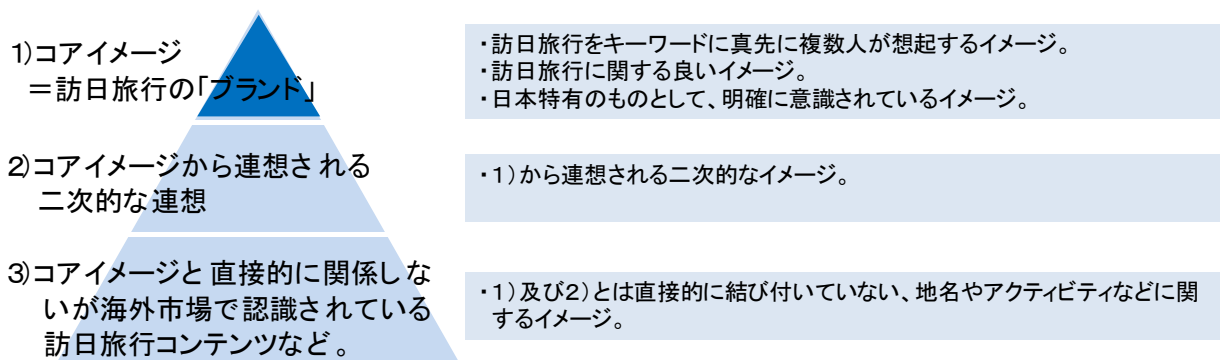 1)コアイメージ
＝訪日旅行の「ブランド」
・訪日旅行をキーワードに真先に複数人が想起するイメージ。
・訪日旅行に関する良いイメージ。
・日本特有のものとして、明確に意識されているイメージ。
2)コアイメージから連想される
二次的な連想
・1）から連想される二次的なイメージ。
3)コアイメージと直接的に関係しな
いが海外市場で認識されている
訪日旅行コンテンツなど。
・1）及び2）とは直接的に結び付いていない、地名やアクティビティなどに関
するイメージ。